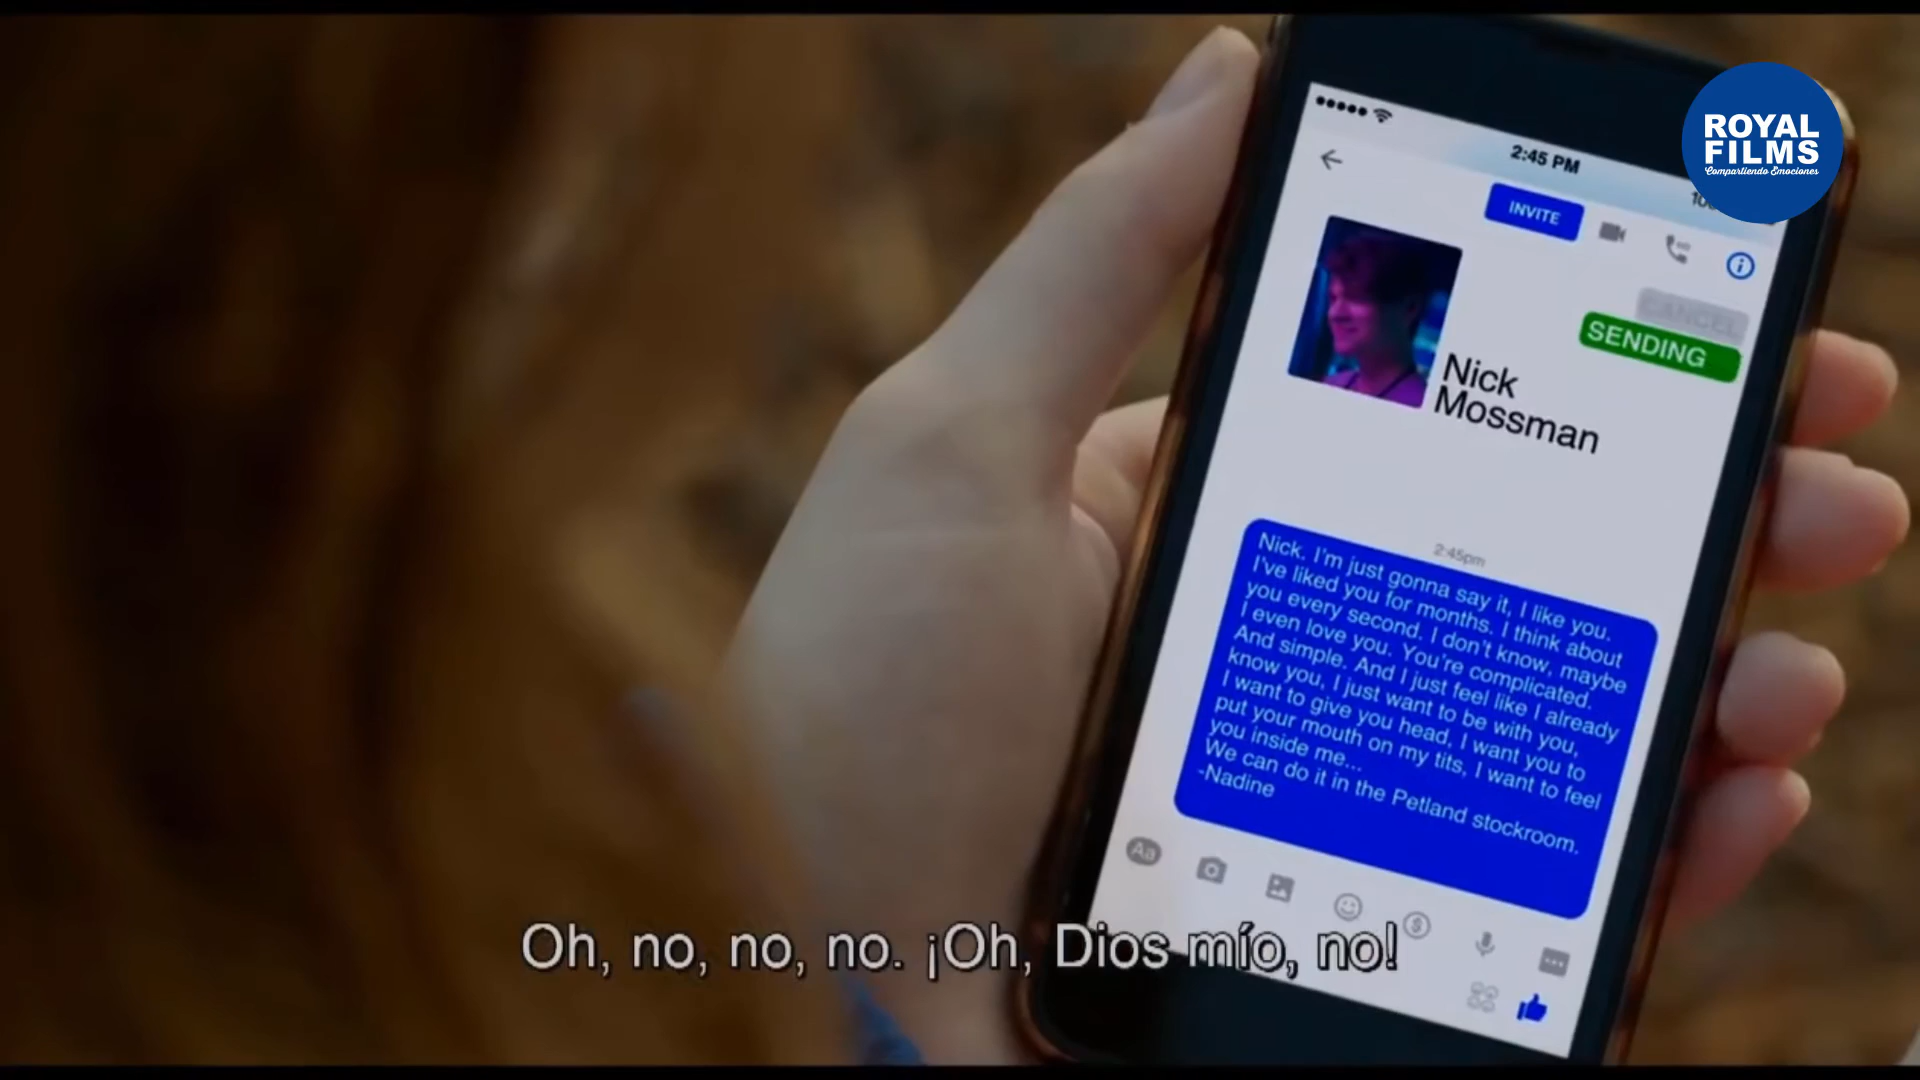 ROYAL
FILMS
Compartiendo Emociones
2:45 PM
INVITE
CANCEL
SENDING
Nick
Mossman
2:45pm
Nick. I'm just gonna say it, I like you.
I've liked you for months. I think about
you every second. I don't know, maybe
I even love you. You're complicated.
And simple. And I just feel like I already
know you, I just want to be with you,
I want to give you head, I want you to
put your mouth on my tits, I want to feel
you inside me...
We can do it in the Petland stockroom.
-Nadine
Aa
Oh, no, no, no. ¡Oh, Dios mío, no!